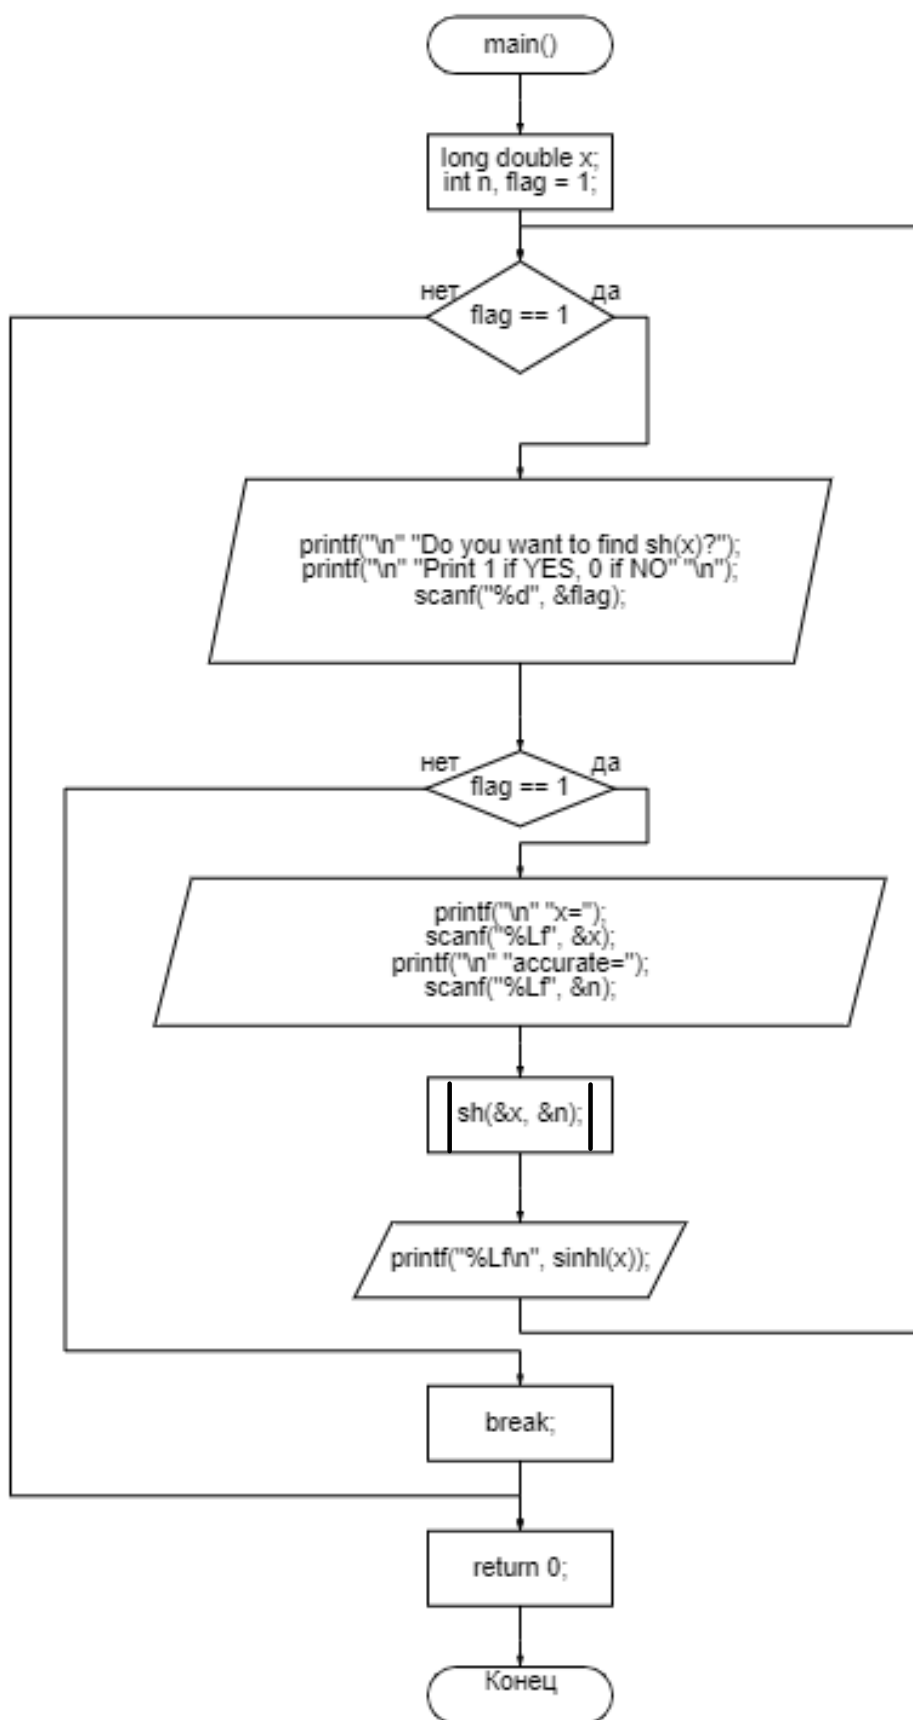 main()
long double x;
int n, flag = 1;
нет
да
flag == 1
printf("\n" "Do you want to find sh(x)?");
printf("\n" "Print 1 if YES, 0 if NO" "\n");
scanf("%d", &flag);
нет
да
flag == 1
printf("\n" "x=");
scanf("%Lf", &x);
printf("\n" "accurate=");
scanf("%Lf", &n);
sh(&x, &n);
printf("%Lf\n", sinhl(x));
break;
return 0;
Конец